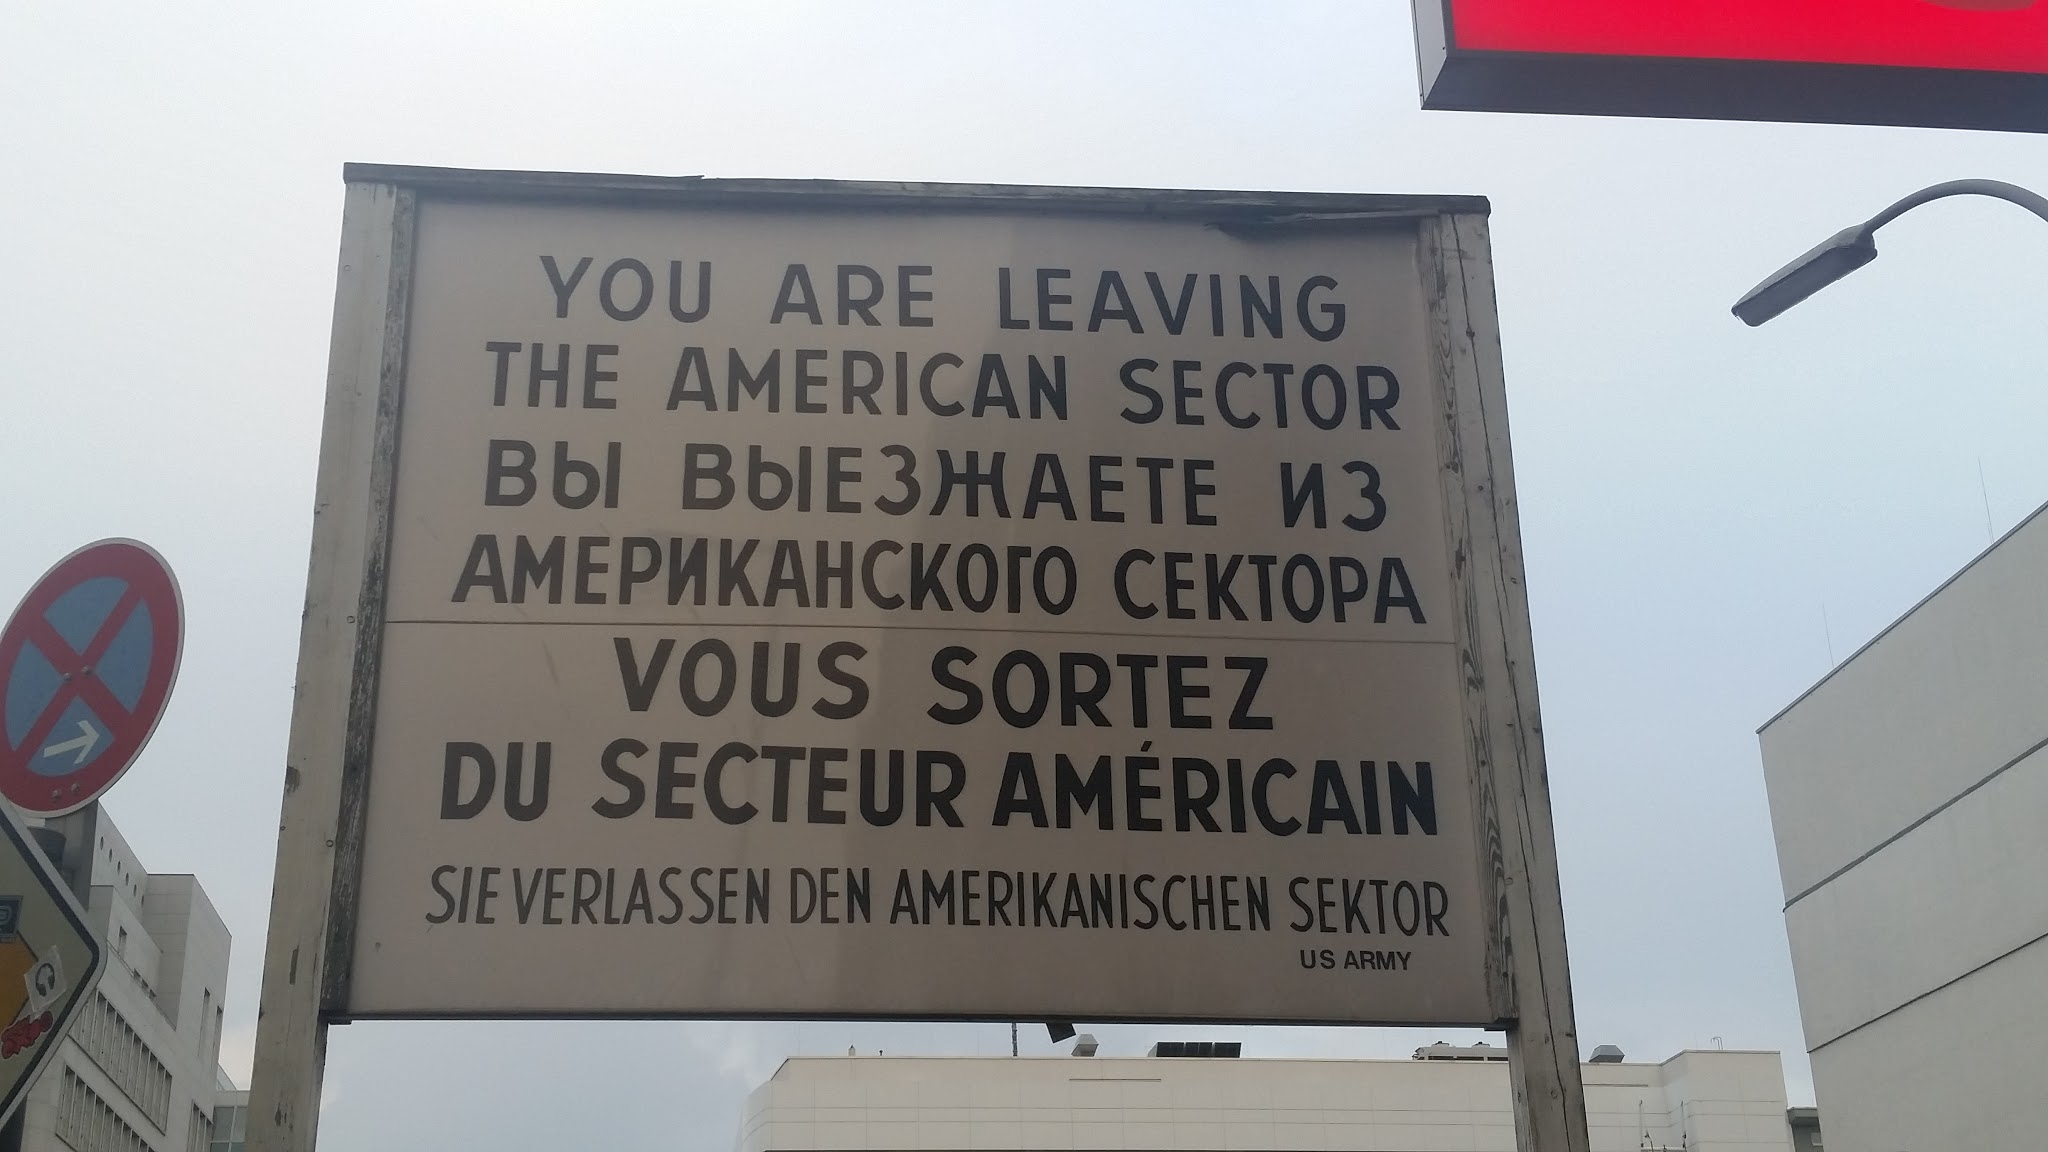 YOU ARE LEAVING
THE AMERICAN SECTOR
ВЫ ВЫЕЗЖАЕТЕ ИЗ
АМЕРИКАНСКОГО СЕКТОРА
VOUS SORTEZ
DU SECTEUR AMÉRICAIN
SIE VERLASSEN DEN AMERIKANISCHEN SEKTOR
US ARMY